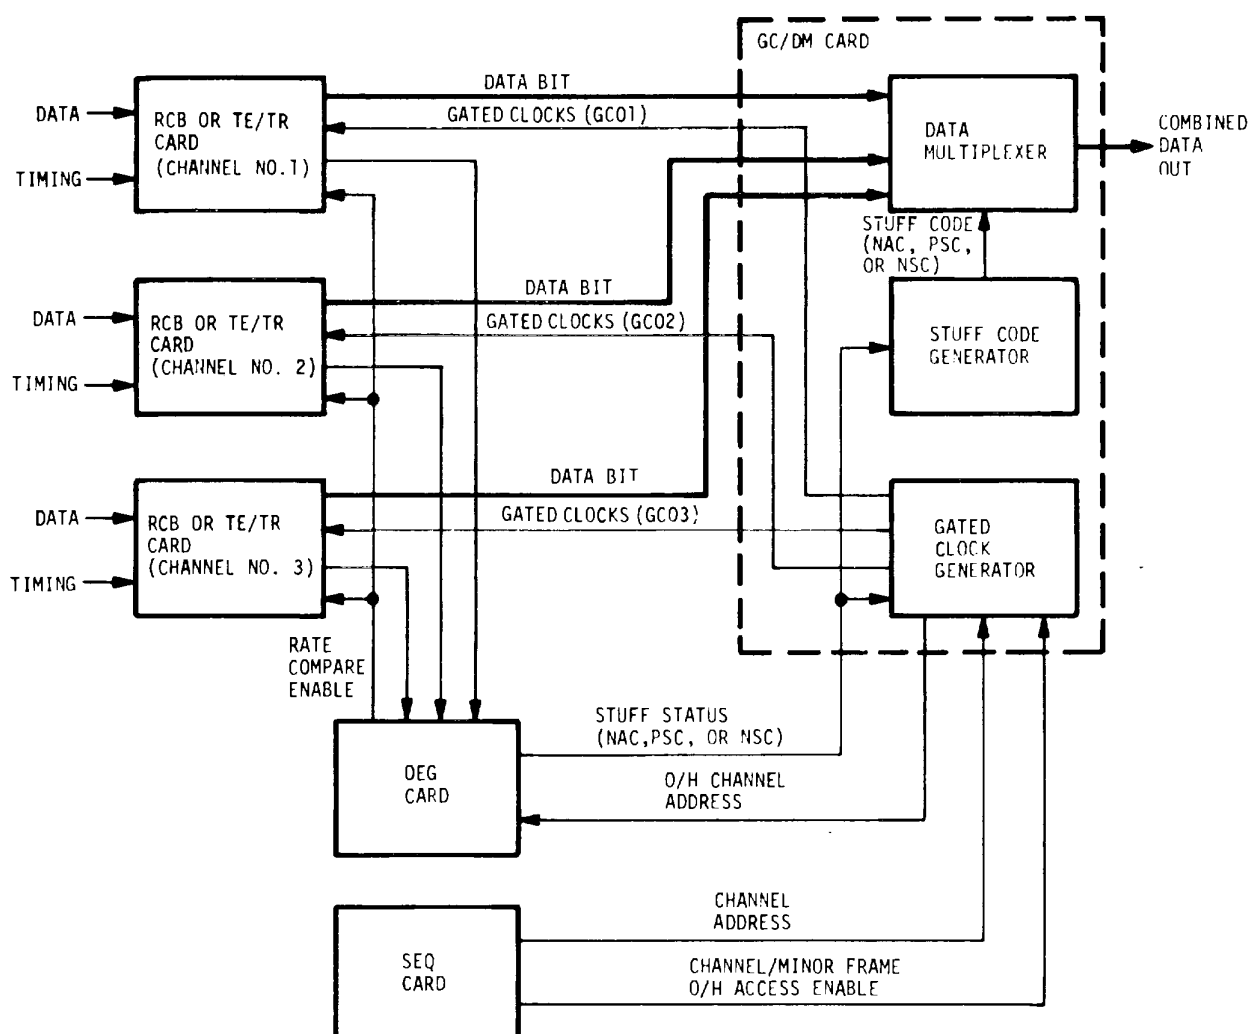 GC/DM CARD
DATA BIT
GATED CLOCKS (GC01)
DATA
TIMING
RCB OR TE/TR
CARD
(CHANNEL NO.1)
DATA
MULTIPLEXER
COMBINED
DATA
OUT
STUFF CODE
(NAC, PSC,
OR NSC)
DATA BIT
GATED CLOCKS (GC02)
DATA
TIMING
RCB OR TE/TR
CARD
(CHANNEL NO. 2)
STUFF CODE
GENERATOR
DATA BIT
GATED CLOCKS (GC03)
DATA
TIMING
RCB OR TE/TR
CARD
(CHANNEL NO. 3)
GATED
CLOCK
GENERATOR
RATE
COMPARE
ENABLE
OEG
CARD
STUFF STATUS
(NAC,PSC, OR NSC)
O/H CHANNEL
ADDRESS
SEQ
CARD
CHANNEL
ADDRESS
CHANNEL/MINOR FRAME
O/H ACCESS ENABLE